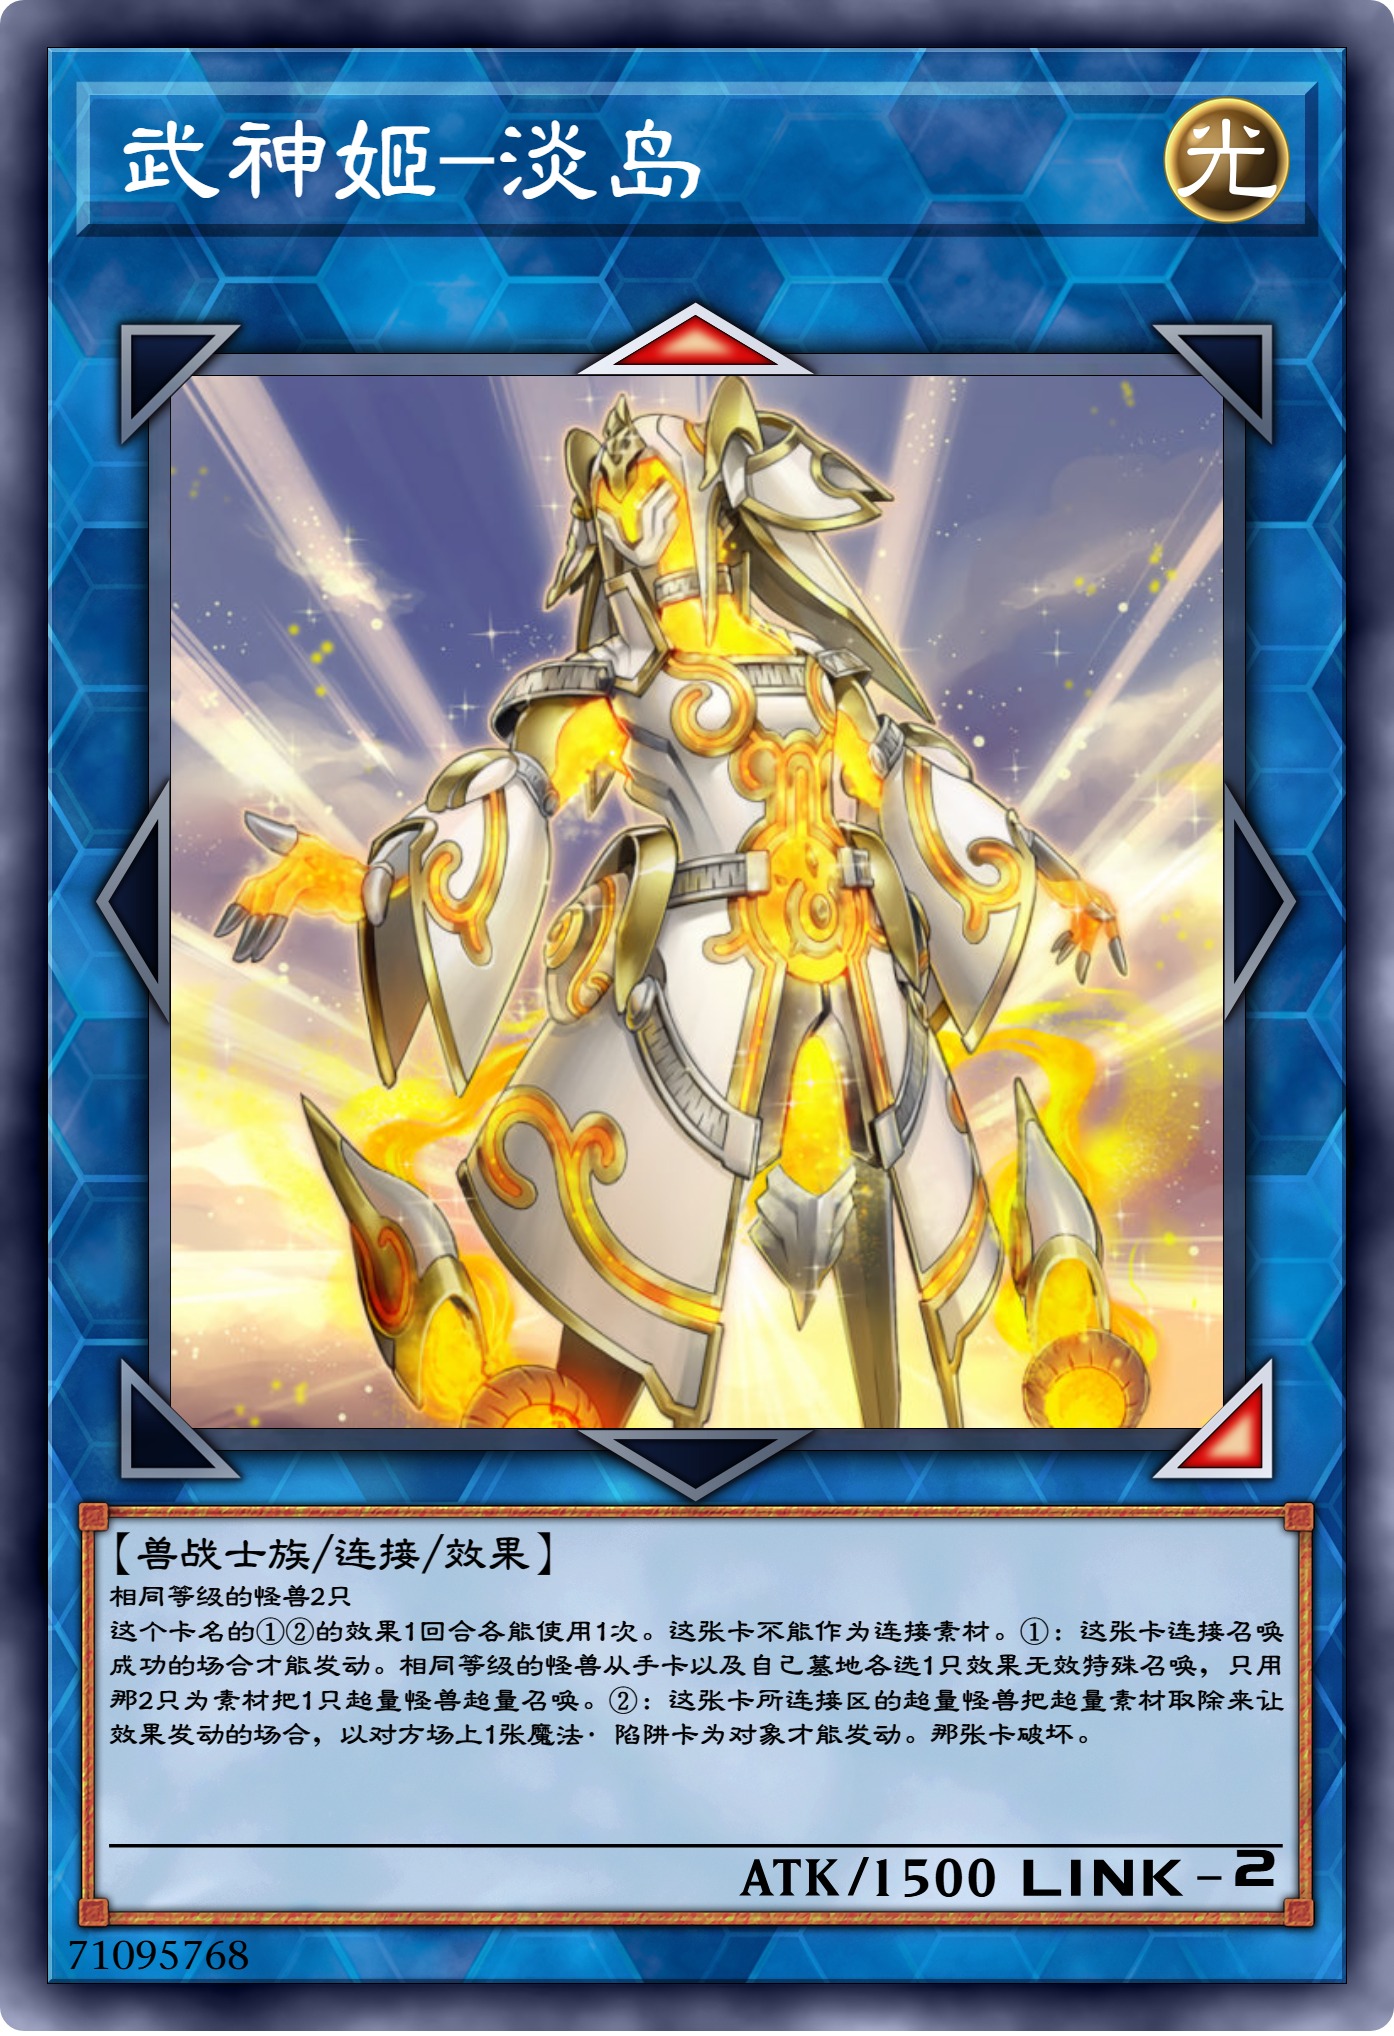 武神姬-淡岛
光
【兽战士族/连接/效果】
相同等级的怪兽2只
这个卡名的①②的效果1回合各能使用1次。这张卡不能作为连接素材。①：这张卡连接召唤
成功的场合才能发动。相同等级的怪兽从手卡以及自己墓地各选1只效果无效特殊召唤，只用
那2只为素材把1只超量怪兽超量召唤。②：这张卡所连接区的超量怪兽把超量素材取除来让
效果发动的场合，以对方场上1张魔法·陷阱卡为对象才能发动。那张卡破坏。
ATK/1500 LINK-2
71095768